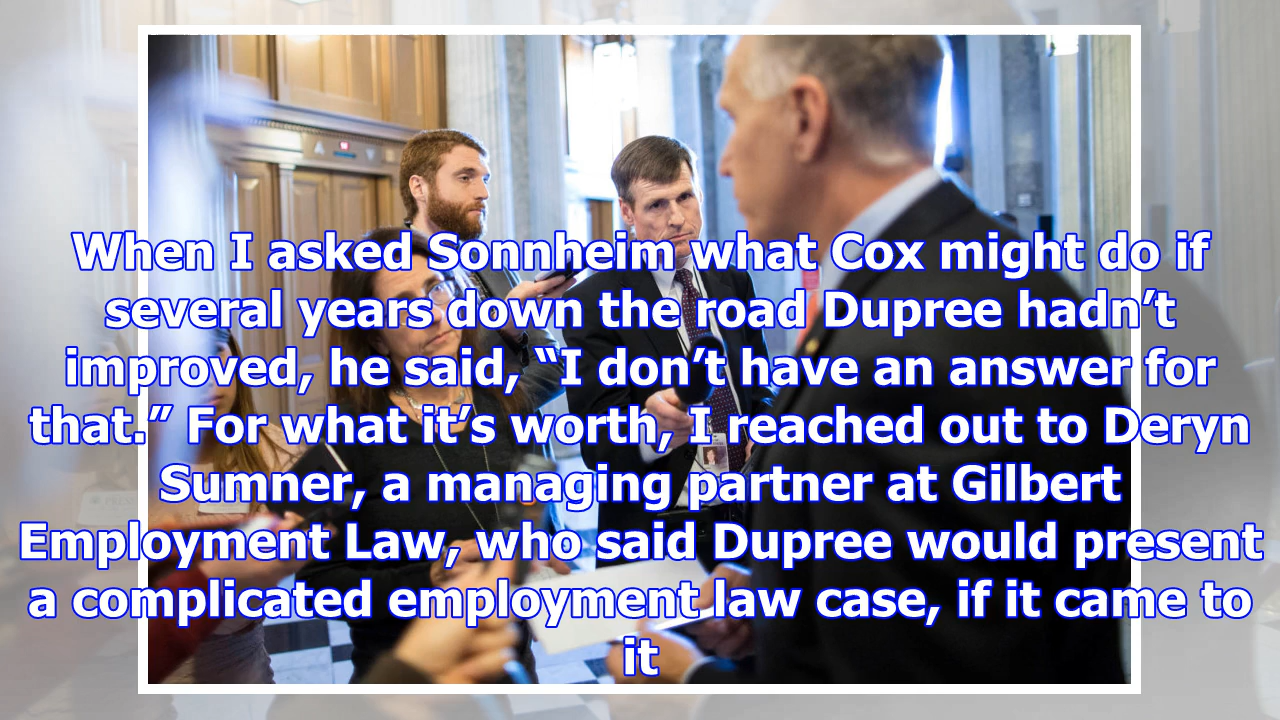 When I asked Sonnheim what Cox might do if
several years down the road Dupree hadn’t
improved, he said, “I don’t have an answer for
that.” For what it’s worth, I reached out to Deryn
Sumner, a managing partner at Gilbert
Employment Law, who said Dupree would present
a complicated employment law case, if it came to
it